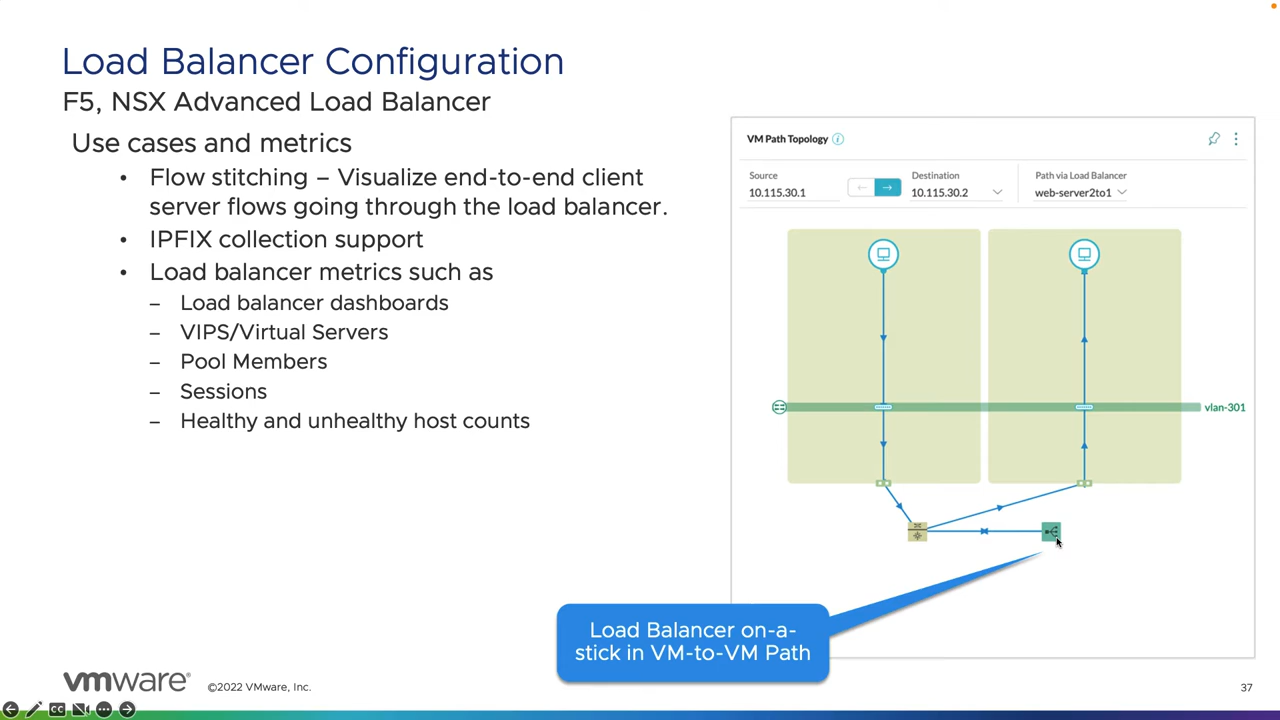 Load Balancer Configuration
F5, NSX Advanced Load Balancer
Use cases and metrics
• Flow stitching – Visualize end-to-end client
server flows going through the load balancer.
• IPFIX collection support
• Load balancer metrics such as
– Load balancer dashboards
– VIPS/Virtual Servers
– Pool Members
– Sessions
– Healthy and unhealthy host counts
VM Path Topology
Source
10.115.30.1
Destination
10.115.30.2
Path via Load Balancer
web-server2to1
vlan-301
Load Balancer on-a-
stick in VM-to-VM Path
vmware®
©2022 VMware, Inc.
37
CC